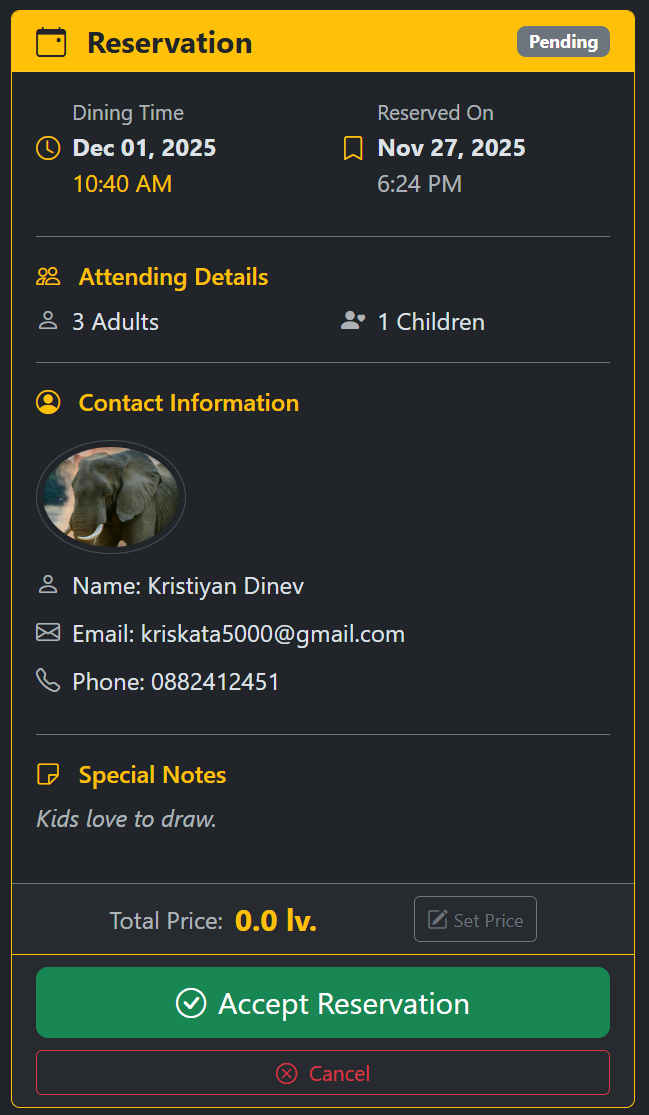 Reservation
Pending
Dining Time
Dec 01, 2025
10:40 AM
Reserved On
Nov 27, 2025
6:24 PM
Attending Details
3 Adults
1 Children
Contact Information
Name: Kristiyan Dinev
Email: kriskata5000@gmail.com
Phone: 0882412451
Special Notes
Kids love to draw.
Total Price: 0.0 lv.
Set Price
Accept Reservation
Cancel